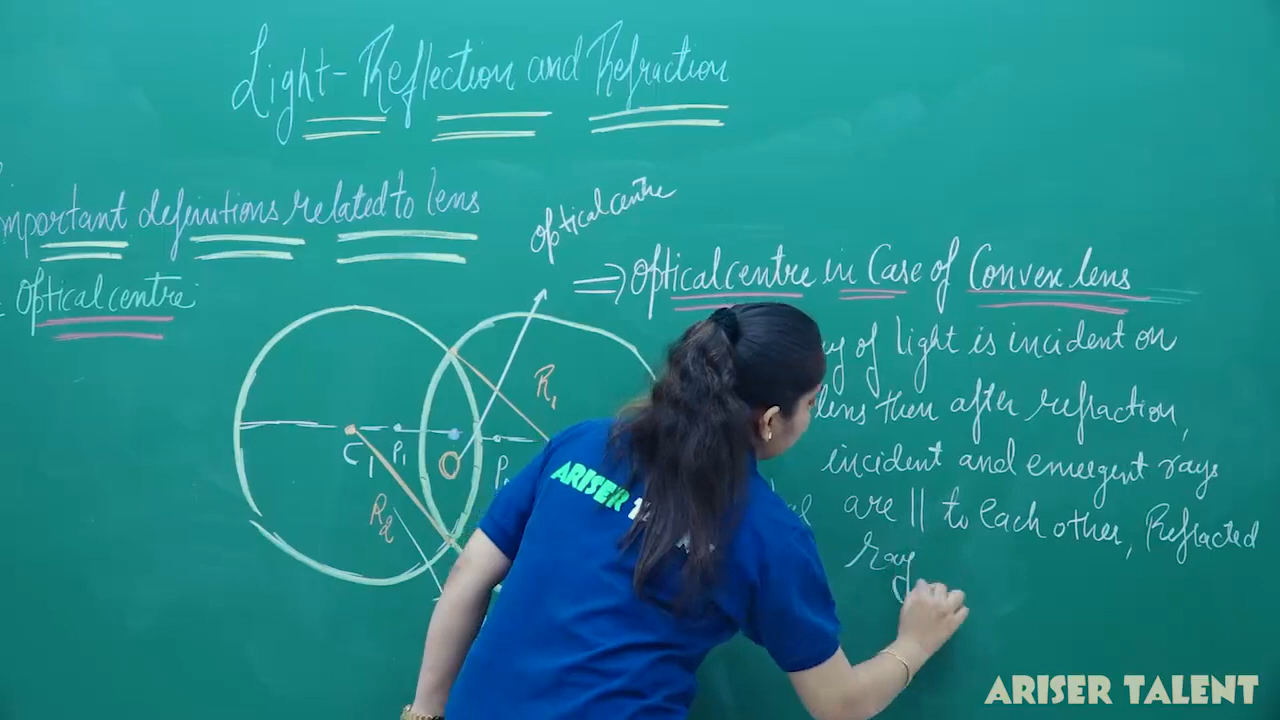 Light-Reflection and Refraction
Important definitions related to lens
Optical centre
Optical centre
⇒ Optical centre in Case of Convex lens
of light is incident on
lens then after refraction,
incident and emergent rays
are || to each other, Refracted
ray
R1
C1
P1
O
R2
ARISER
ARISER TALENT